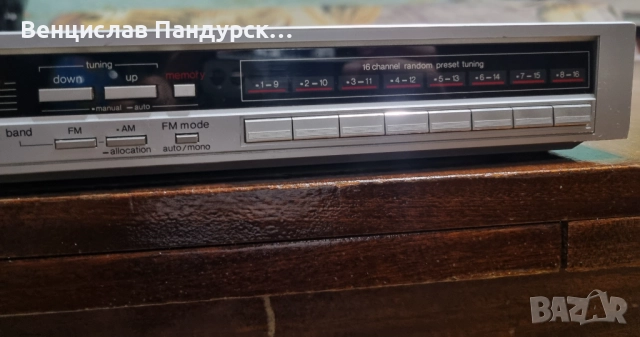 Венцислав Пандурск...
tuning
down up memory
• manual – auto
16 channel random preset tuning
• 1 – 9 • 2 – 10 • 3 – 11 • 4 – 12 • 5 – 13 • 6 – 14 • 7 – 15 • 8 – 16
band FM • AM FM mode
– allocation auto/mono
BAZAR